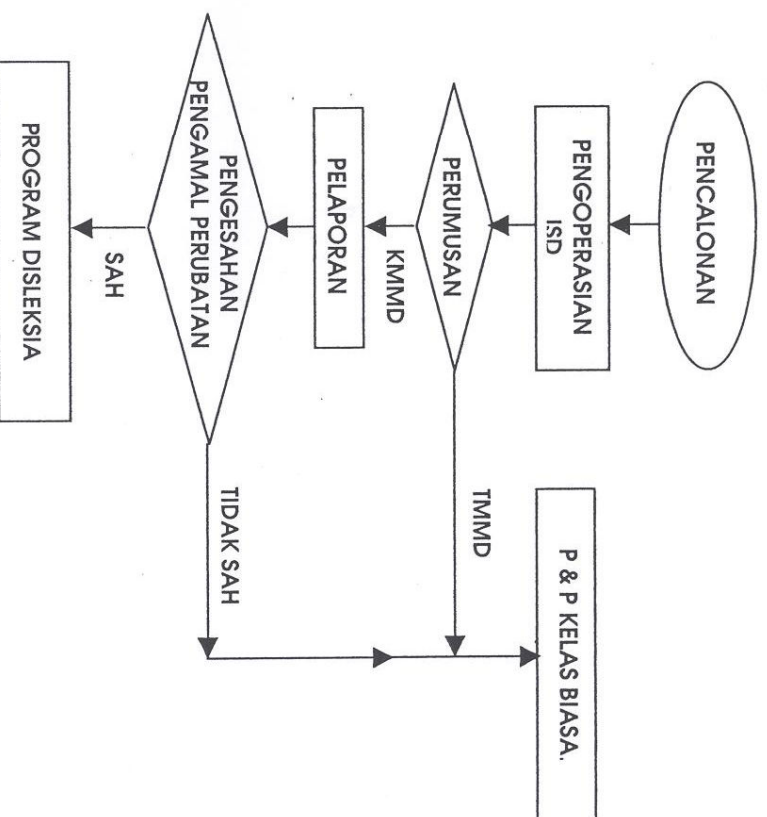 PENCALONAN
PENGOPERASIAN
ISD
P & P KELAS BIASA.
PERUMUSAN
TMMD
KMMD
PELAPORAN
PENGESAHAN
PENGAMAL PERUBATAN
TIDAK SAH
SAH
PROGRAM DISLEKSIA